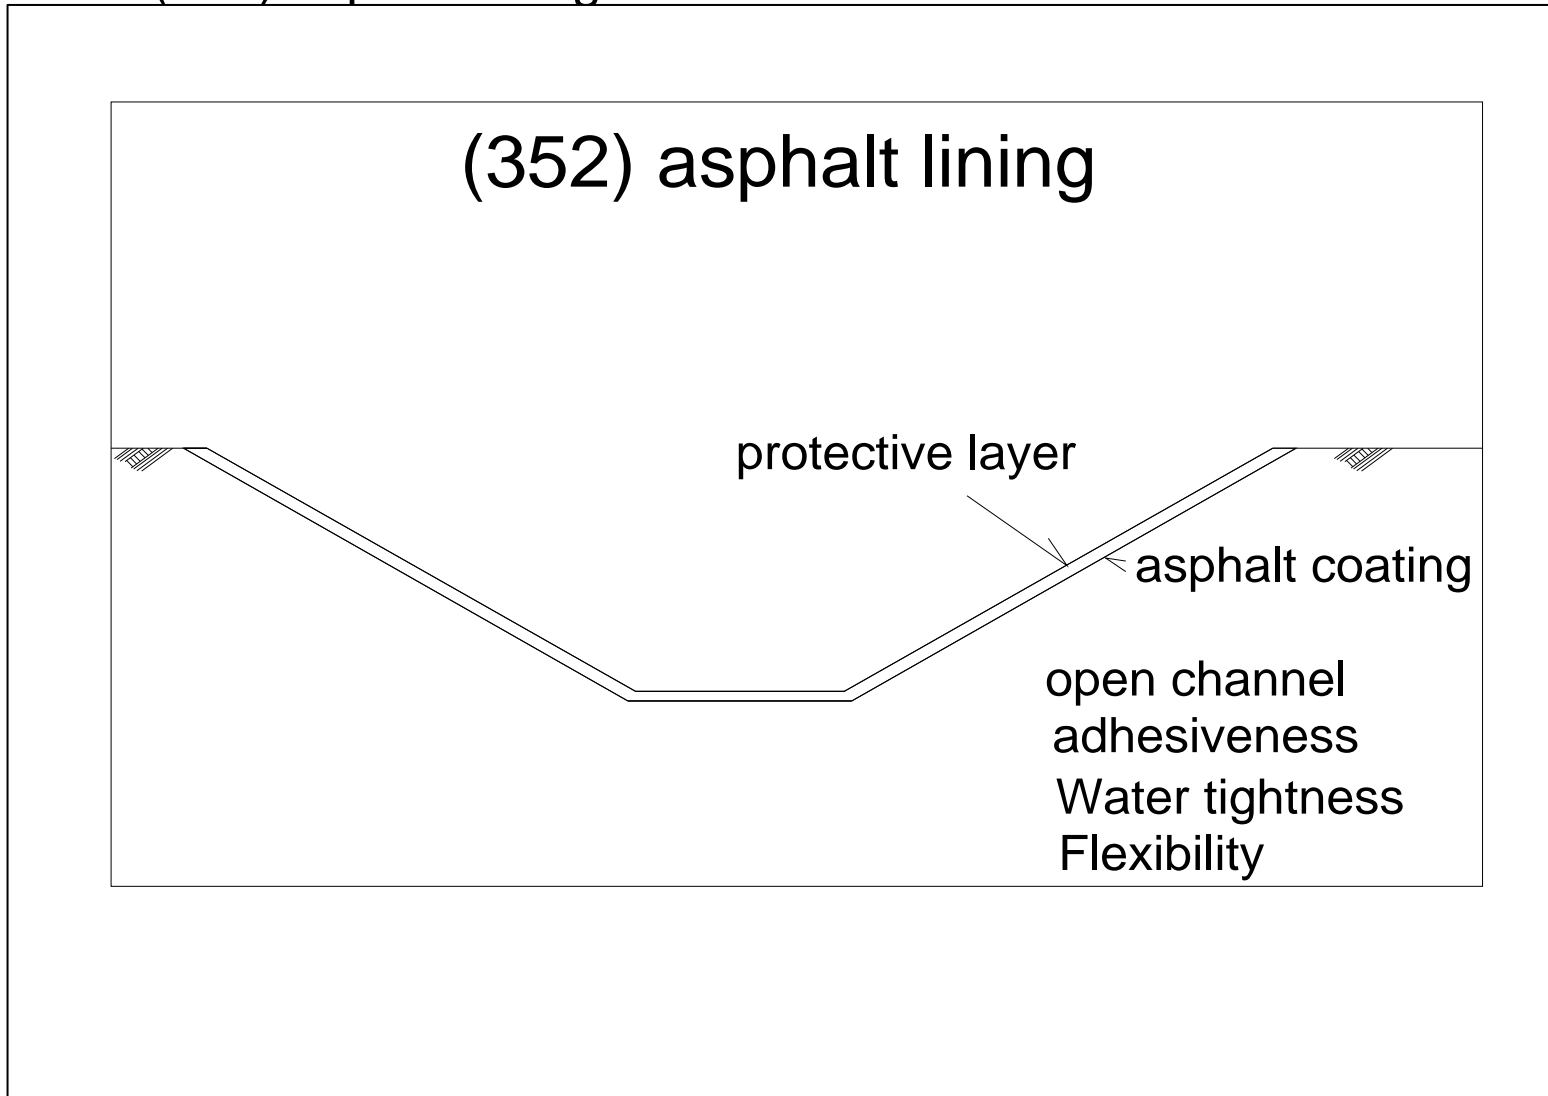 (352) asphalt lining
protective layer
asphalt coating
open channel
adhesiveness
Water tightness
Flexibility